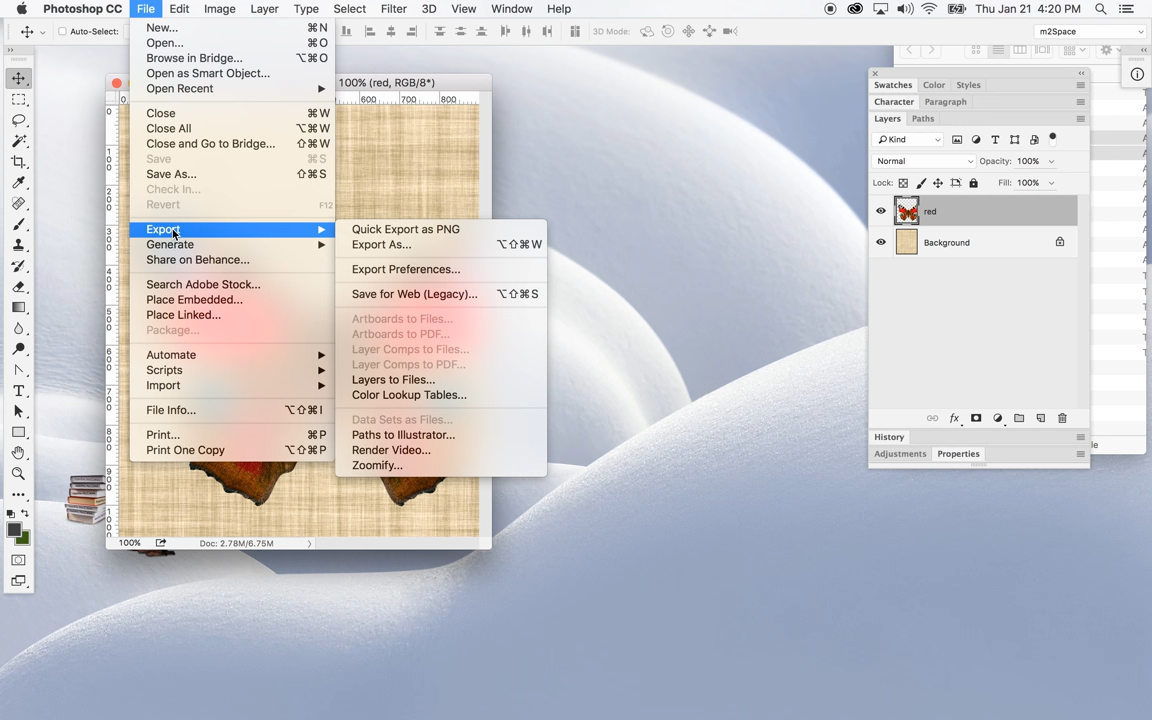 Photoshop CC File Edit Image Layer Type Select Filter 3D View Window Help Thu Jan 21 4:20 PM
Auto-Select: 3D Mode: m2Space
New... ⌘N
Open... ⌘O
Browse in Bridge... ⌥⌘O
Open as Smart Object...
Open Recent ▶
Close ⌘W
Close All ⌥⌘W
Close and Go to Bridge... ⇧⌘W
Save ⌘S
Save As... ⇧⌘S
Check In...
Revert F12
Export ▶
Generate ▶
Share on Behance...
Search Adobe Stock...
Place Embedded...
Place Linked...
Package...
Automate ▶
Scripts ▶
Import ▶
File Info... ⌥⇧⌘I
Print... ⌘P
Print One Copy ⌥⇧⌘P
Quick Export as PNG
Export As... ⌥⇧⌘W
Export Preferences...
Save for Web (Legacy)... ⌥⇧⌘S
Artboards to Files...
Artboards to PDF...
Layer Comps to Files...
Layer Comps to PDF...
Layers to Files...
Color Lookup Tables...
Data Sets as Files...
Paths to Illustrator...
Render Video...
Zoomify...
100% (red, RGB/8*)
0 600 700 800
100% Doc: 2.78M/6.75M
Swatches Color Styles
Character Paragraph
Layers Paths
Kind
Normal Opacity: 100%
Lock: Fill: 100%
red
Background
fx
History
Adjustments Properties